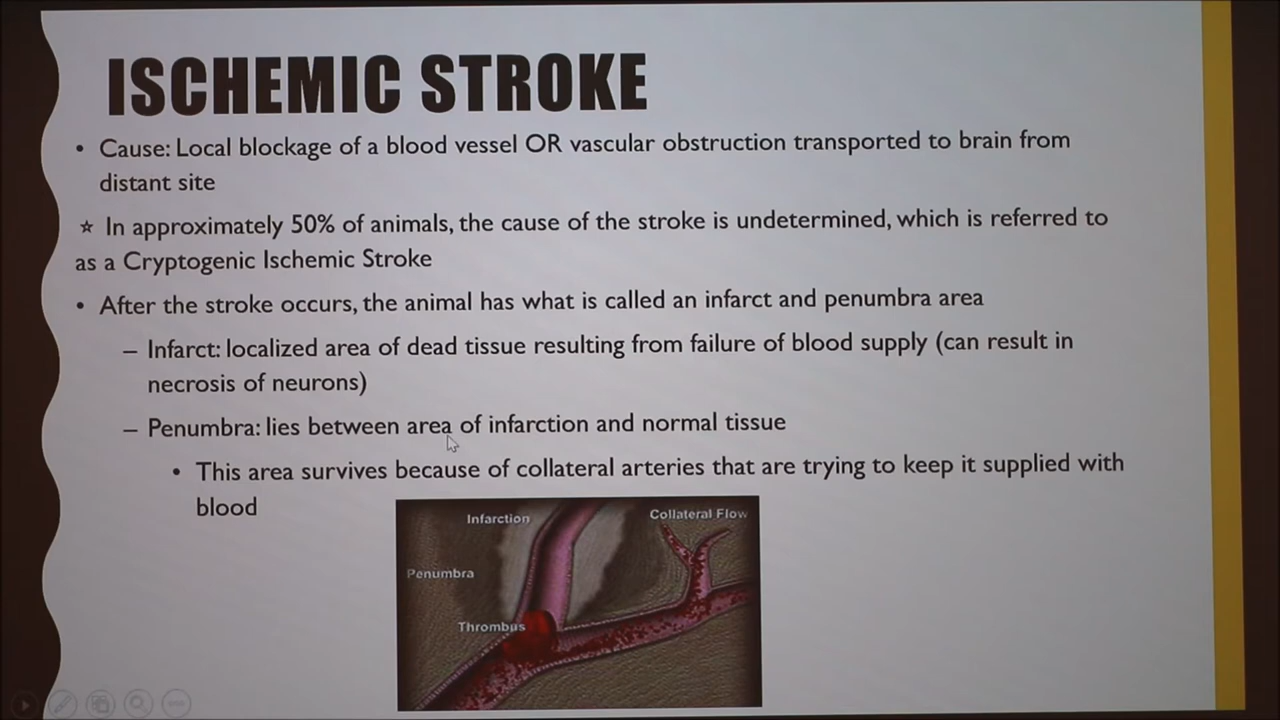 ISCHEMIC STROKE
• Cause: Local blockage of a blood vessel OR vascular obstruction transported to brain from
distant site
☆ In approximately 50% of animals, the cause of the stroke is undetermined, which is referred to
as a Cryptogenic Ischemic Stroke
• After the stroke occurs, the animal has what is called an infarct and penumbra area
– Infarct: localized area of dead tissue resulting from failure of blood supply (can result in
necrosis of neurons)
– Penumbra: lies between area of infarction and normal tissue
• This area survives because of collateral arteries that are trying to keep it supplied with
blood
Infarction
Collateral Flow
Penumbra
Thrombus